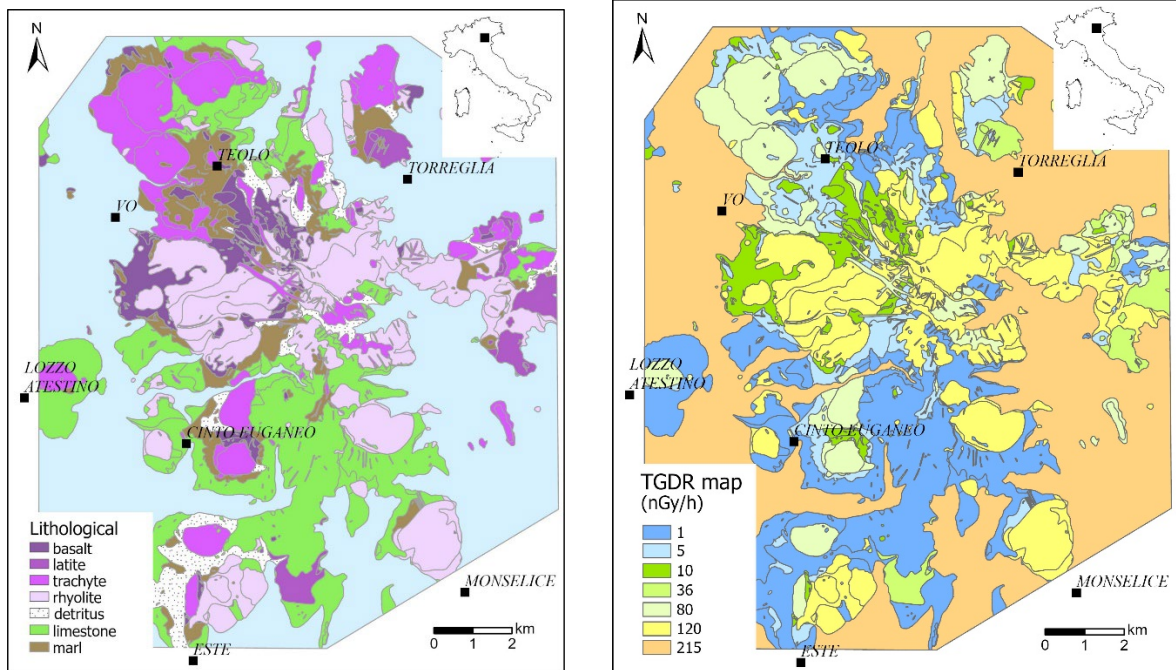 N
TEOLO
TORREGLIA
VO
LOZZO
ATESTINO
CINTO EUGANEO
Lithological
basalt
latite
trachyte
rhyolite
detritus
limestone
marl
MONSELICE
km
0 1 2
ESTE
N
TEOLO
TORREGLIA
VO
LOZZO
ATESTINO
CINTO EUGANEO
TGDR map
(nGy/h)
1
5
10
36
80
120
215
MONSELICE
km
0 1 2
ESTE